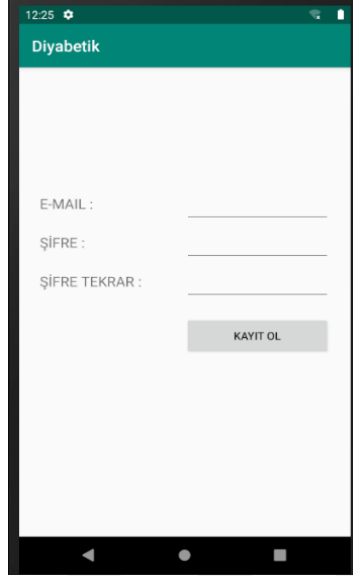 12:25
Diyabetik
E-MAIL :
ŞİFRE :
ŞİFRE TEKRAR :
KAYIT OL